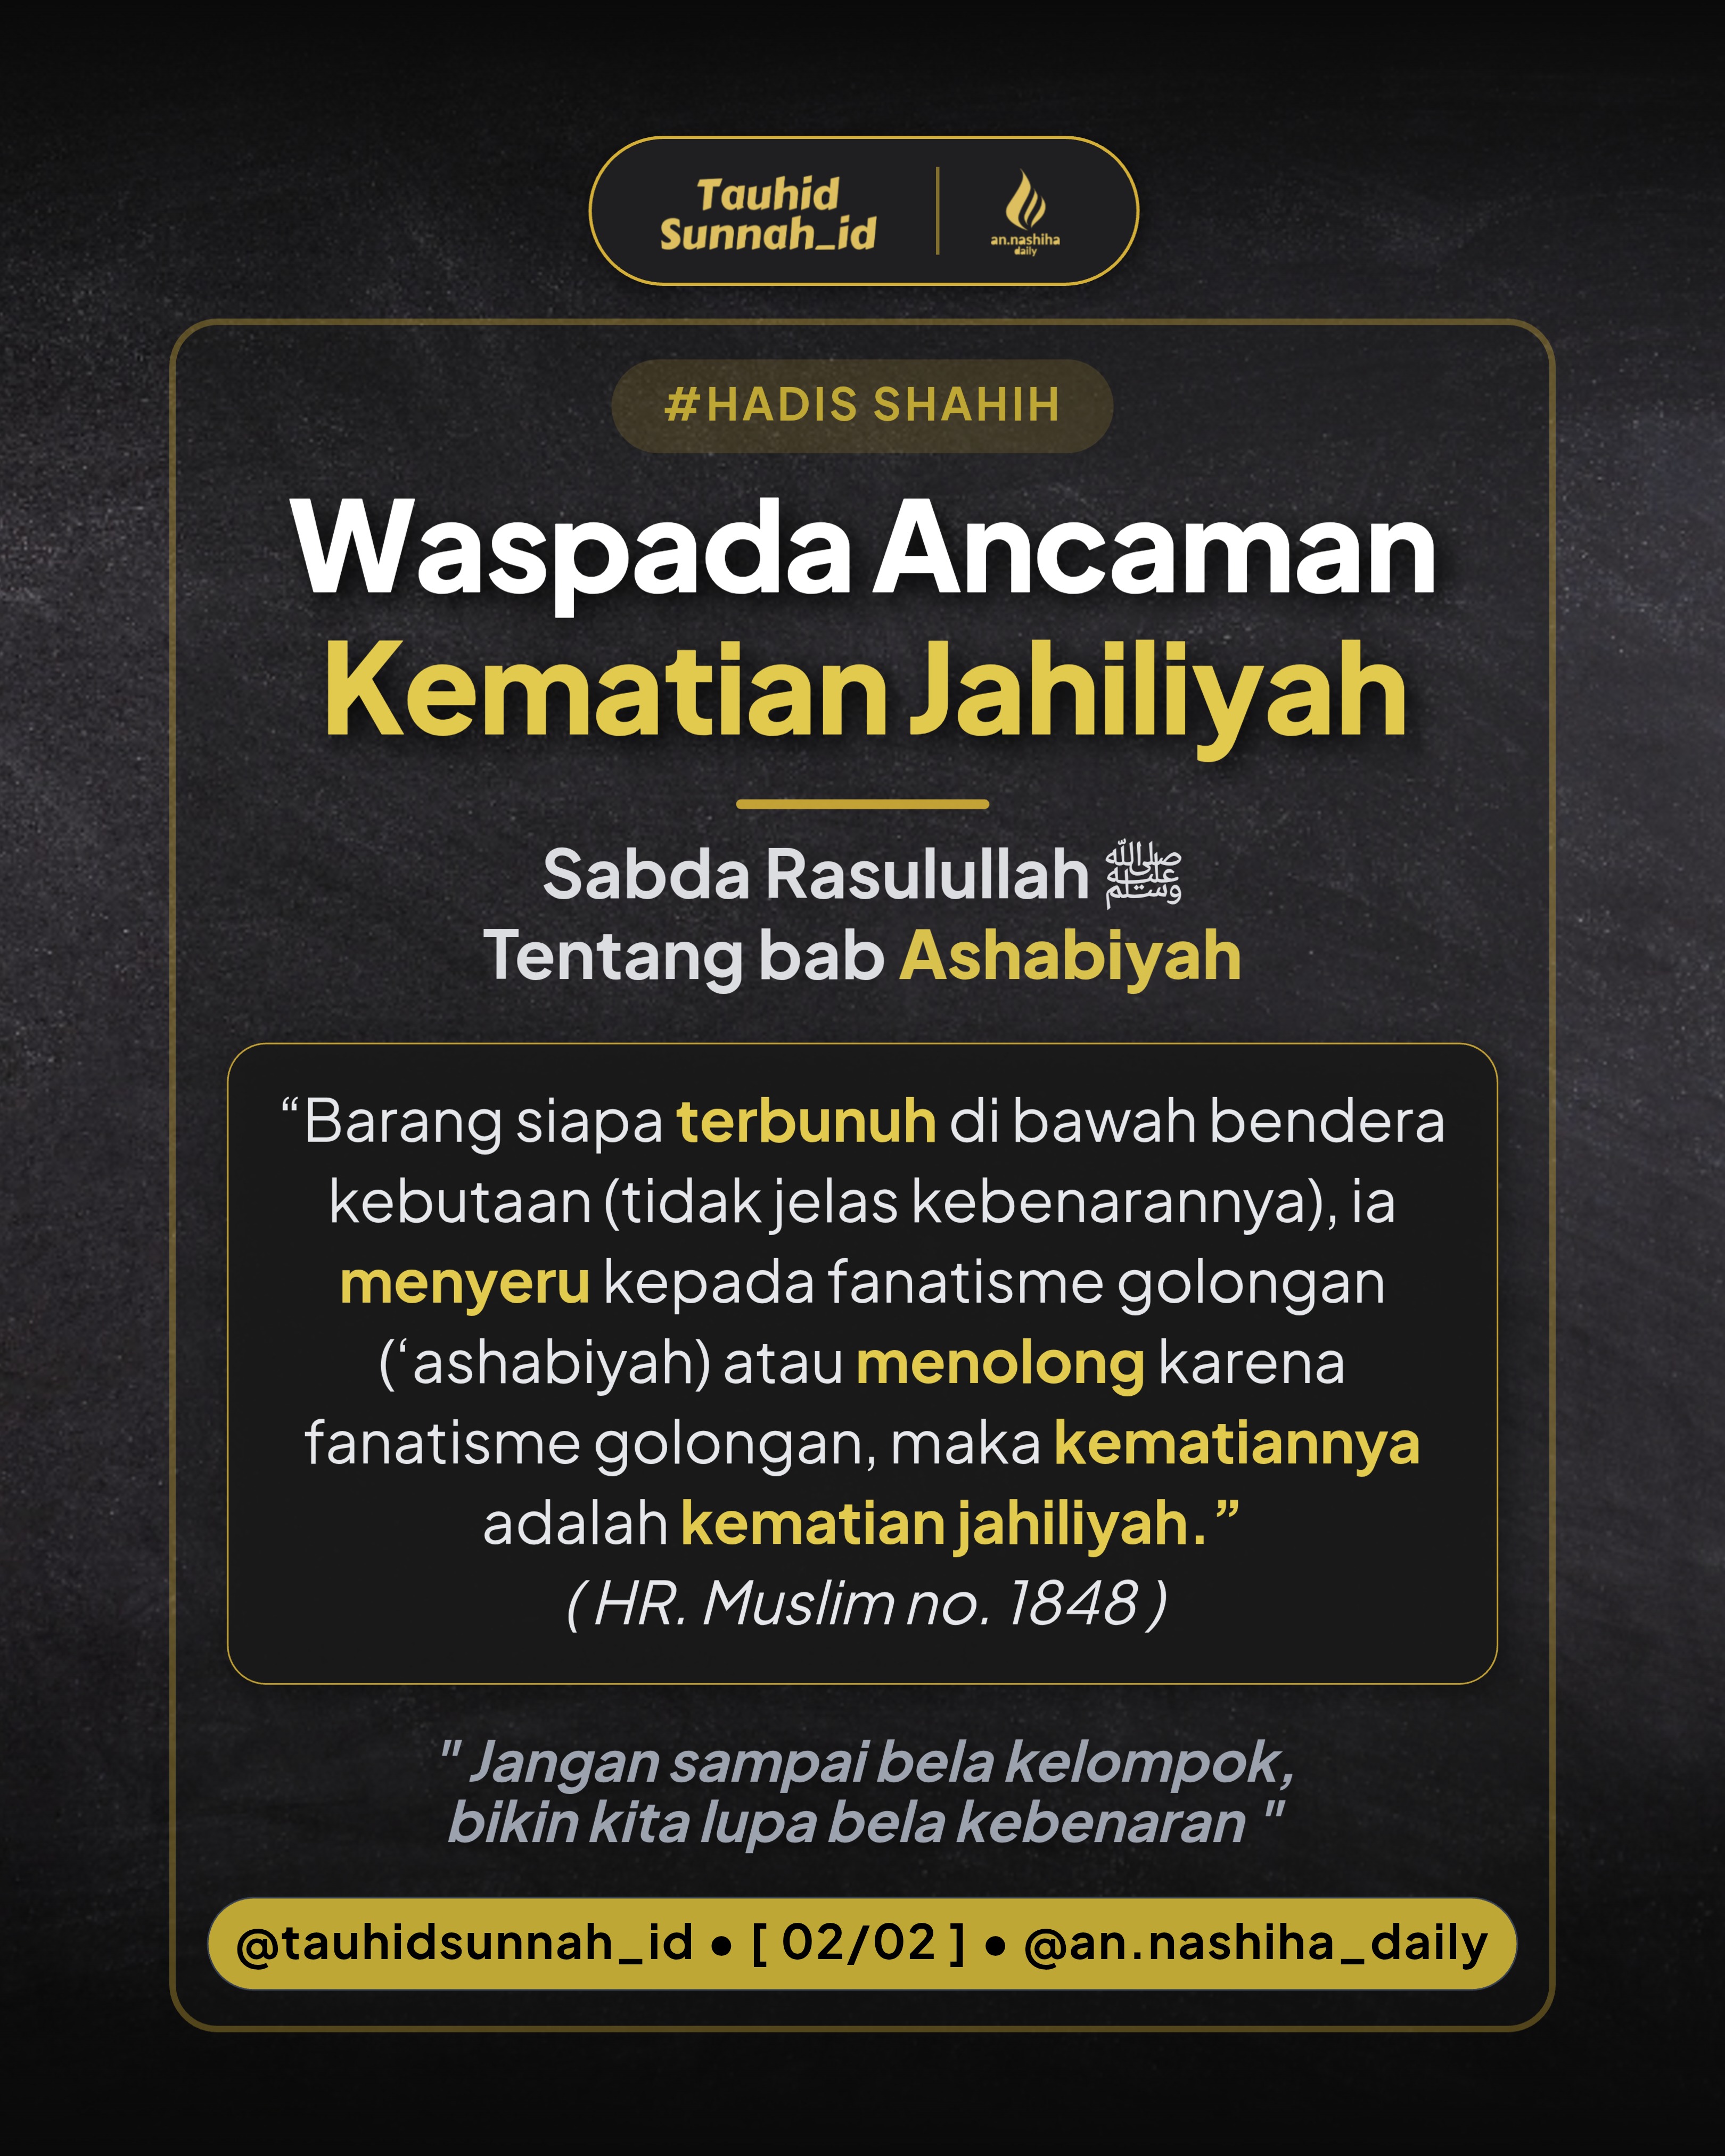 Tauhid
Sunnah_id
an.nashiha
daily
#HADIS SHAHIH
Waspada Ancaman
Kematian Jahiliyah
Sabda Rasulullah ﷺ
Tentang bab Ashabiyah
“Barang siapa terbunuh di bawah bendera
kebutaan (tidak jelas kebenarannya), ia
menyeru kepada fanatisme golongan
(‘ashabiyah) atau menolong karena
fanatisme golongan, maka kematiannya
adalah kematian jahiliyah.”
( HR. Muslim no. 1848 )
" Jangan sampai bela kelompok,
bikin kita lupa bela kebenaran "
@tauhidsunnah_id ● [ 02/02 ] ● @an.nashiha_daily